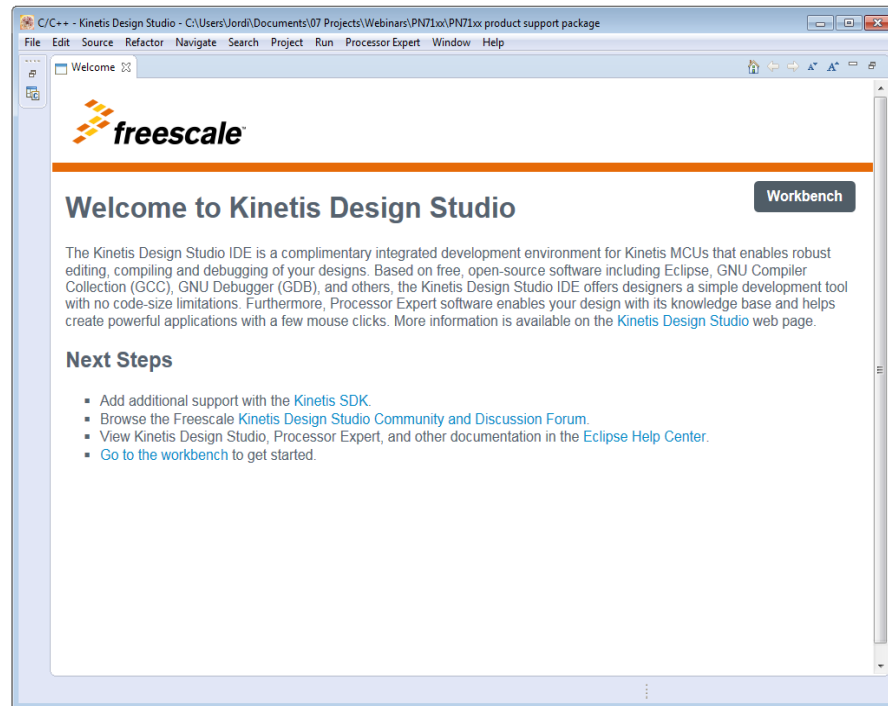 C/C++ - Kinetis Design Studio - C:\Users\Jordi\Documents\07 Projects\Webinars\PN71xx\PN71xx product support package
File Edit Source Refactor Navigate Search Project Run Processor Expert Window Help
Welcome
freescale
Welcome to Kinetis Design Studio
Workbench
The Kinetis Design Studio IDE is a complimentary integrated development environment for Kinetis MCUs that enables robust
editing, compiling and debugging of your designs. Based on free, open-source software including Eclipse, GNU Compiler
Collection (GCC), GNU Debugger (GDB), and others, the Kinetis Design Studio IDE offers designers a simple development tool
with no code-size limitations. Furthermore, Processor Expert software enables your design with its knowledge base and helps
create powerful applications with a few mouse clicks. More information is available on the Kinetis Design Studio web page.
Next Steps
Add additional support with the Kinetis SDK.
Browse the Freescale Kinetis Design Studio Community and Discussion Forum.
View Kinetis Design Studio, Processor Expert, and other documentation in the Eclipse Help Center.
Go to the workbench to get started.